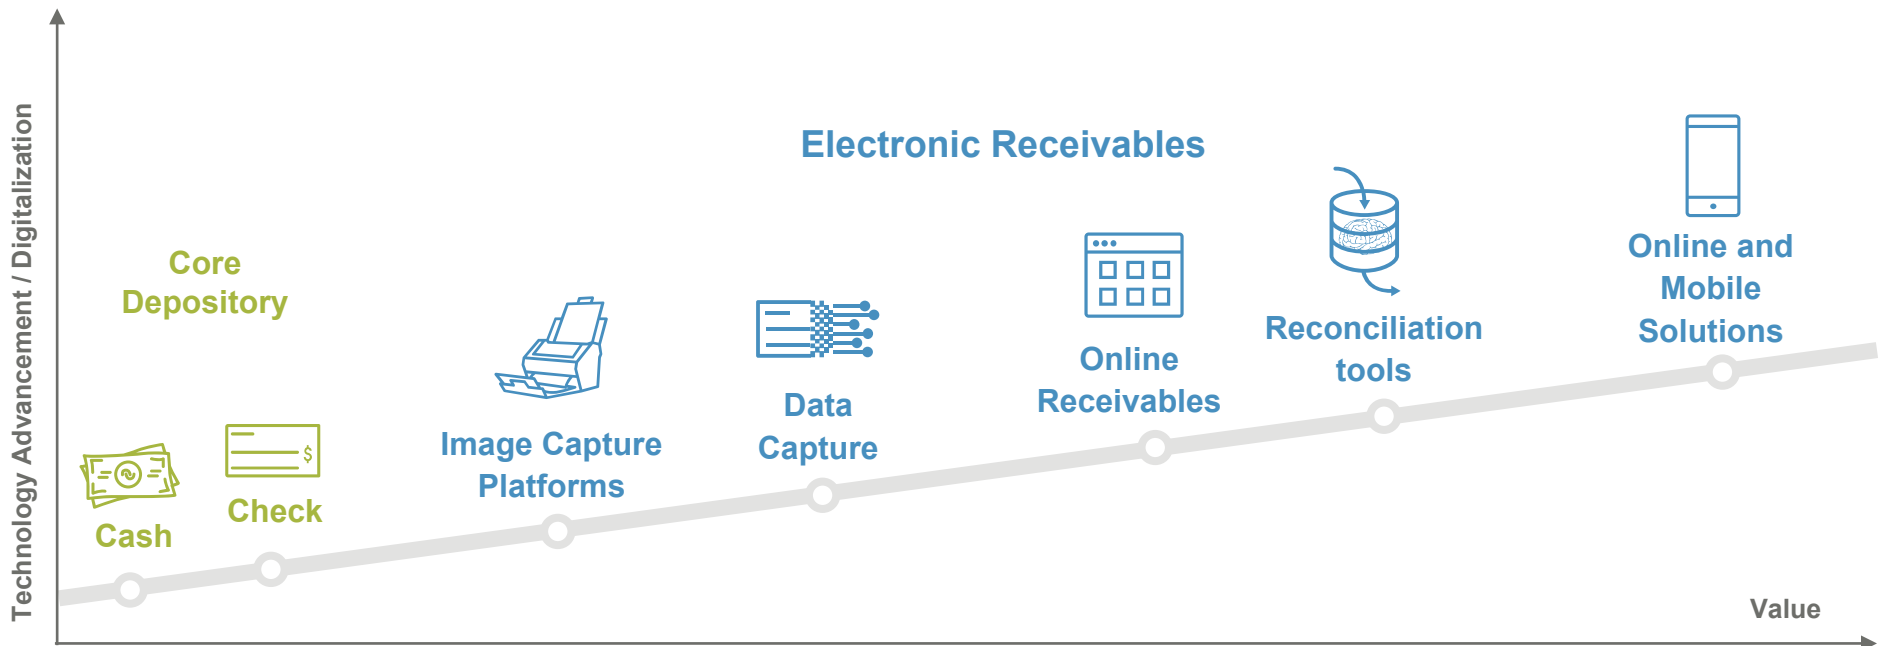 Technology Advancement / Digitalization
Core
Depository
Cash
$
Check
Electronic Receivables
Image Capture
Platforms
Data
Capture
Online
Receivables
Reconciliation
tools
Online and
Mobile
Solutions
Value